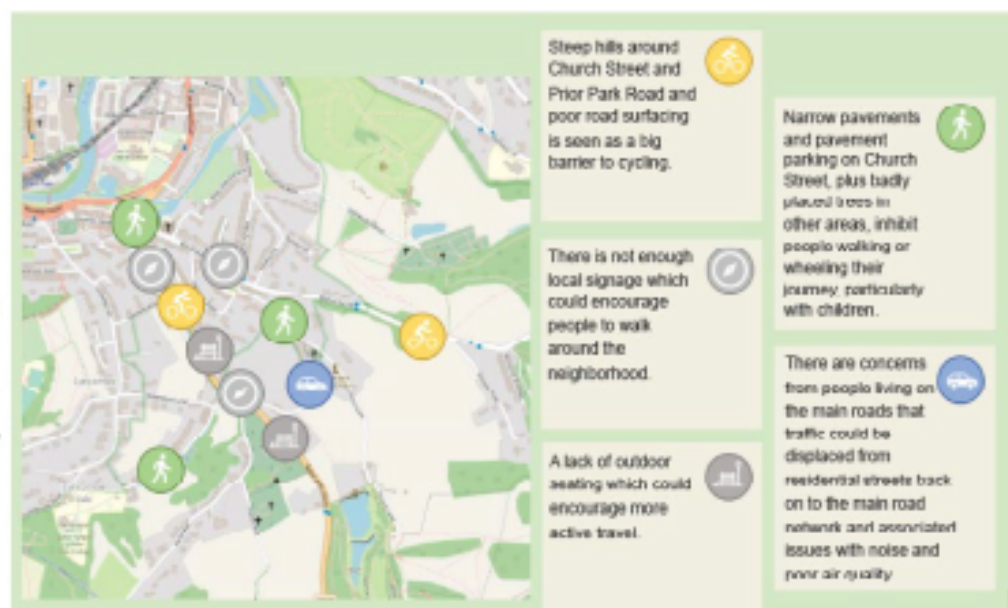 Steep hills around
Church Street and
Prior Park Road and
poor road surfacing
is seen as a big
barrier to cycling.
There is not enough
local signage which
could encourage
people to walk
around the
neighborhood.
A lack of outdoor
seating which could
encourage more
active travel.
Narrow pavements
and pavement
parking on Church
Street, plus badly
placed trees in
other areas, inhibit
people walking or
wheeling their
journey, particularly
with children.
There are concerns
from people living on
the main roads that
traffic could be
displaced from
residential streets back
on to the main road
network and associated
issues with noise and
poor air quality